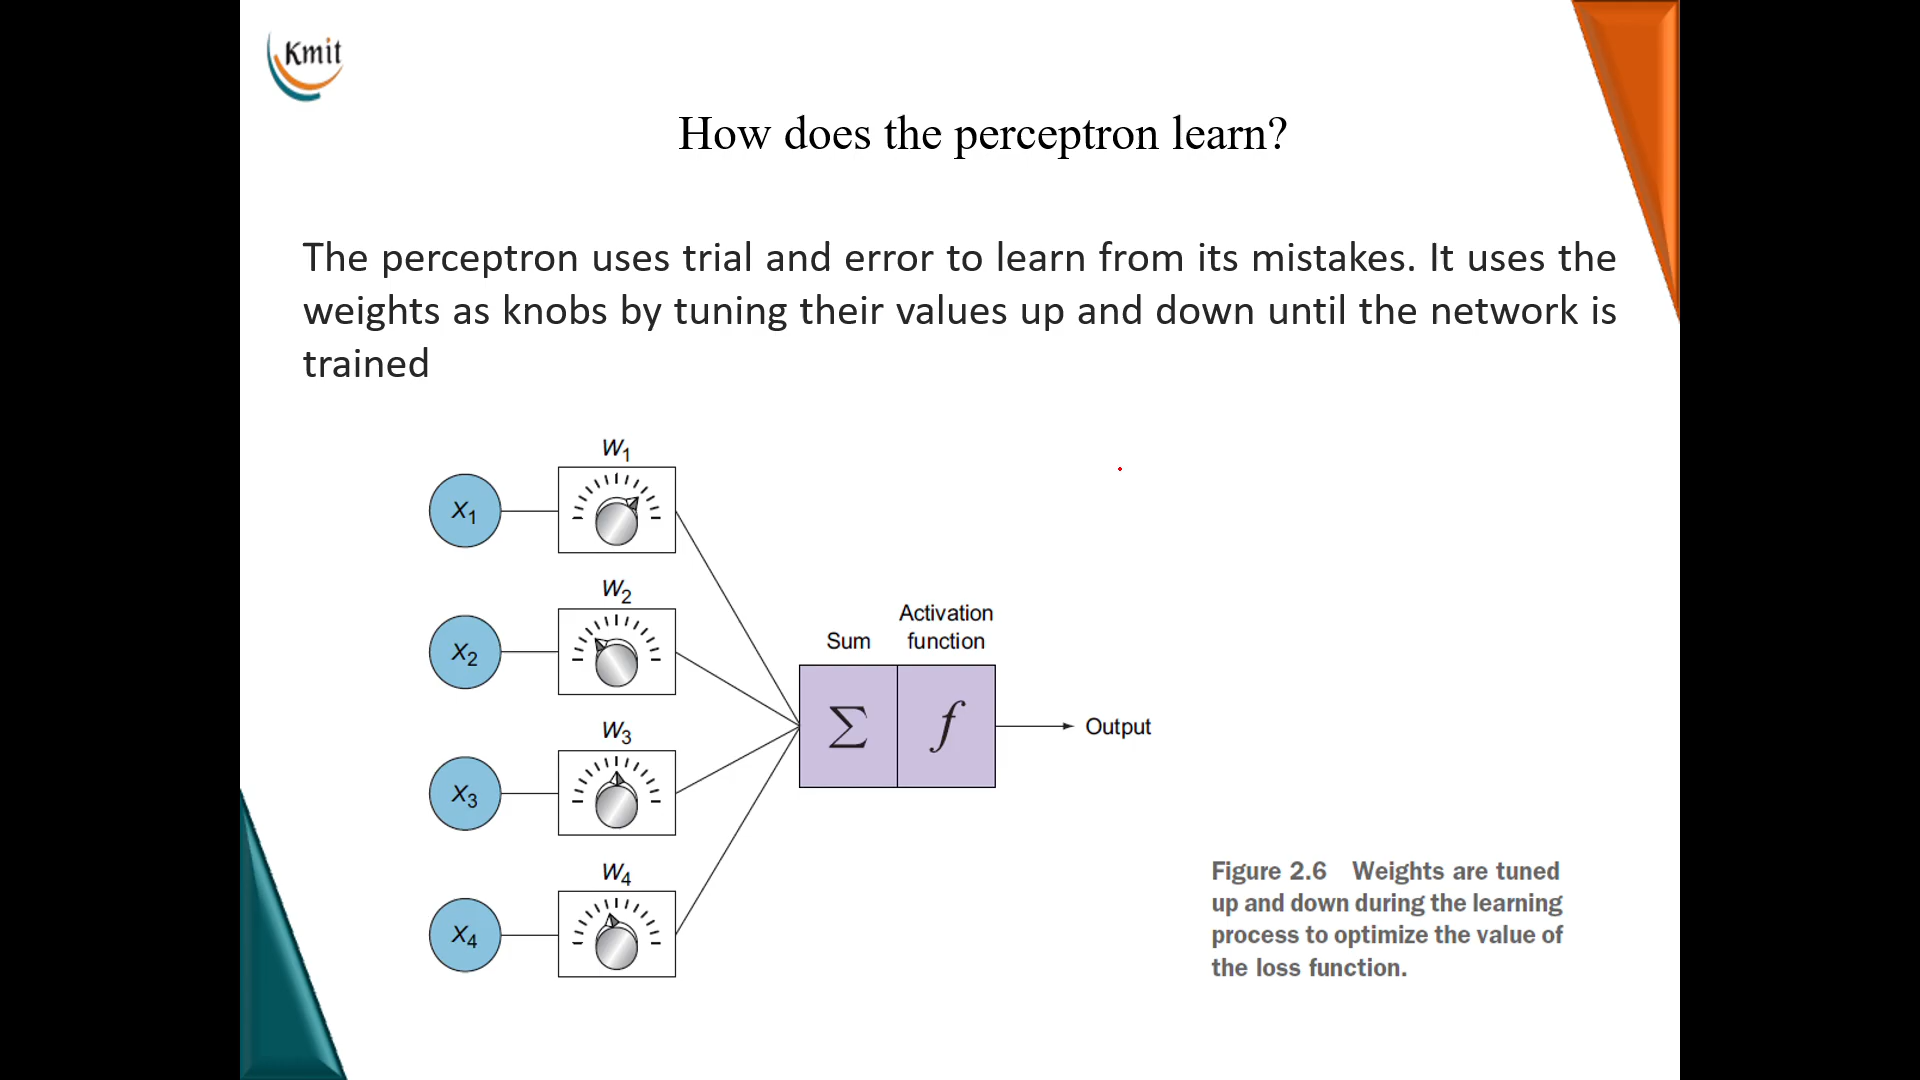 Kmit
How does the perceptron learn?
The perceptron uses trial and error to learn from its mistakes. It uses the
weights as knobs by tuning their values up and down until the network is
trained
W1
X1
W2
X2
Activation
Sum function
W3
Σ f
Output
X3
W4
X4
Figure 2.6 Weights are tuned
up and down during the learning
process to optimize the value of
the loss function.